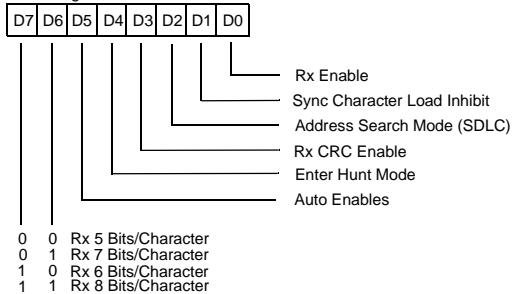 D7 D6 D5 D4 D3 D2 D1 D0
Rx Enable
Sync Character Load Inhibit
Address Search Mode (SDLC)
Rx CRC Enable
Enter Hunt Mode
Auto Enables
0 0 Rx 5 Bits/Character
0 1 Rx 7 Bits/Character
1 0 Rx 6 Bits/Character
1 1 Rx 8 Bits/Character